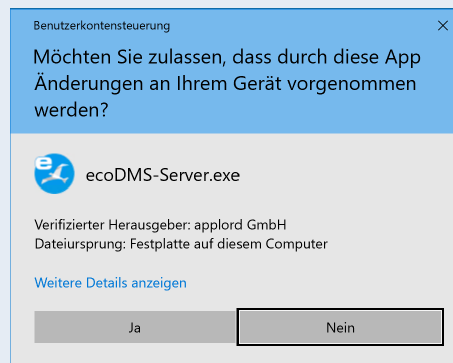 Benutzerkontensteuerung
Möchten Sie zulassen, dass durch diese App
Änderungen an Ihrem Gerät vorgenommen
werden?
e
ecoDMS-Server.exe
Verifizierter Herausgeber: applord GmbH
Dateiursprung: Festplatte auf diesem Computer
Weitere Details anzeigen
Ja
Nein